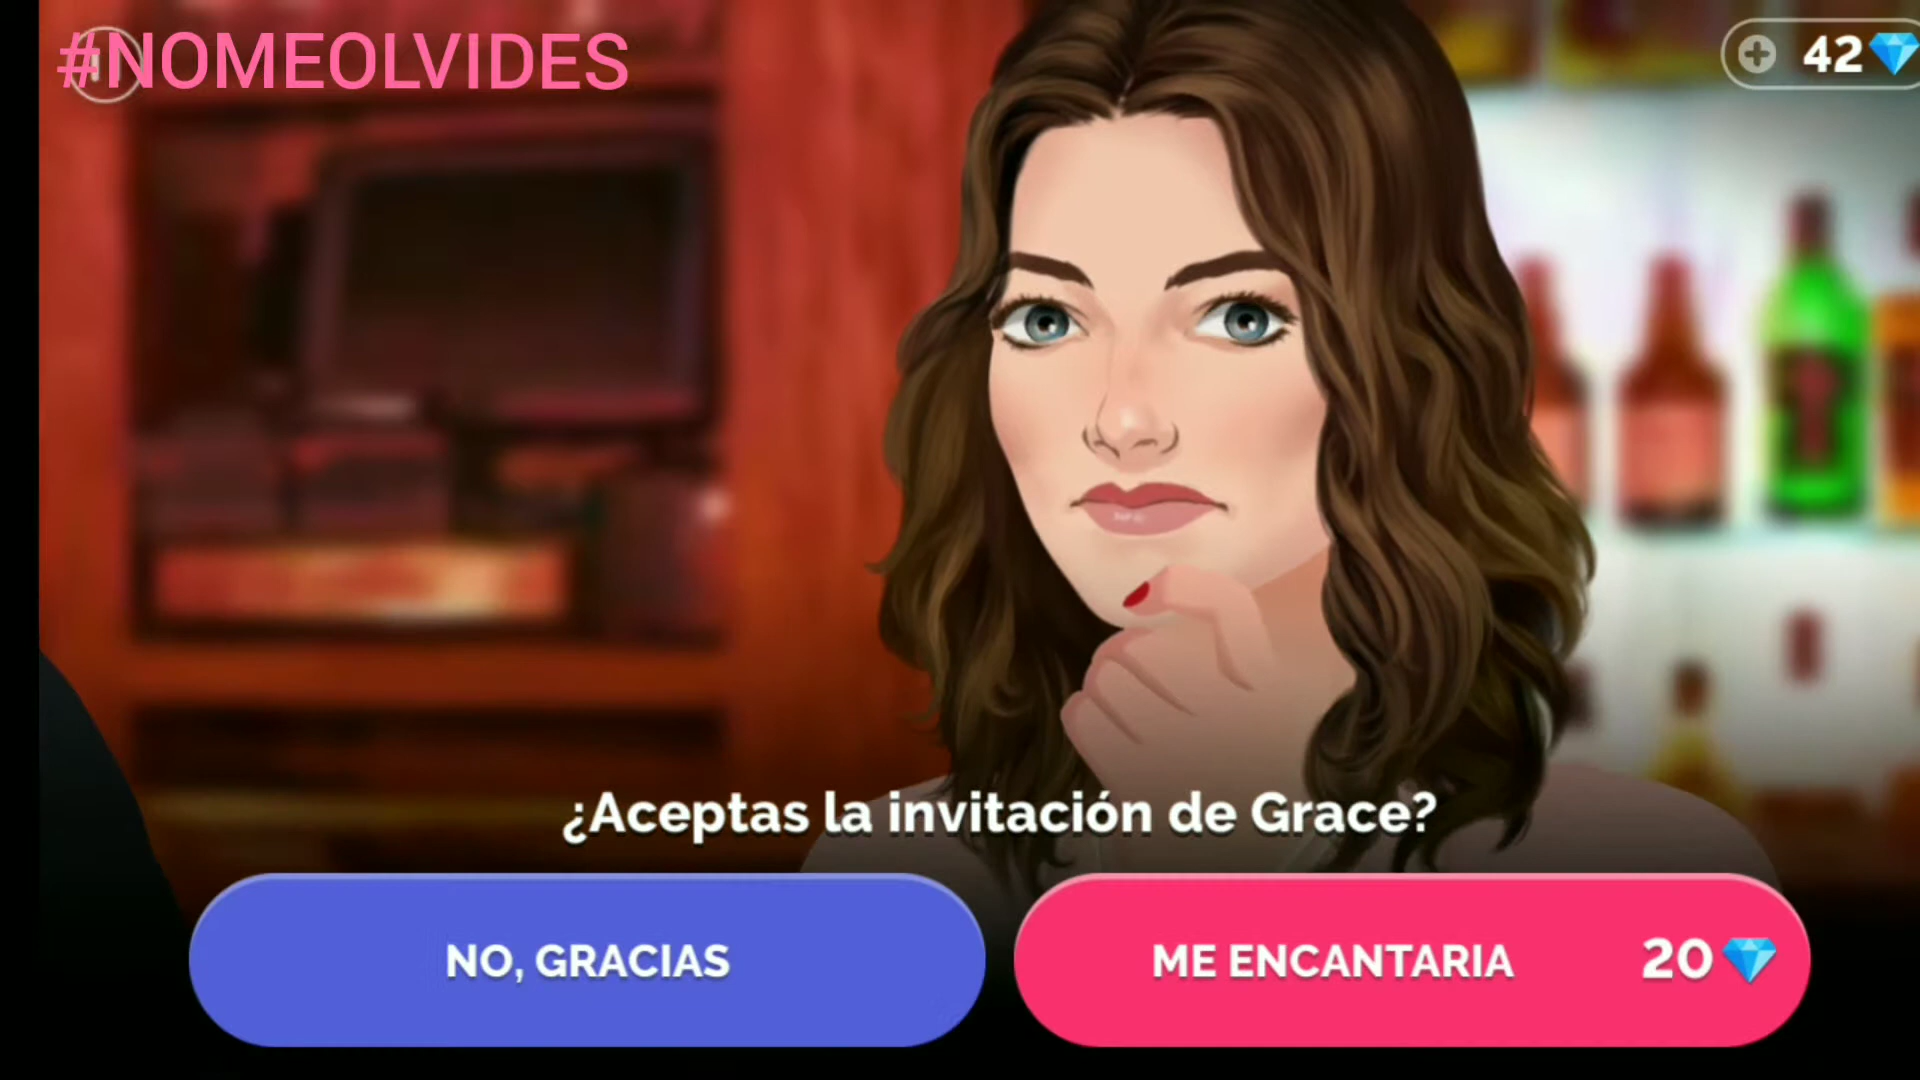 #NOMEOLVIDES
42
¿Aceptas la invitación de Grace?
NO, GRACIAS
ME ENCANTARIA 20